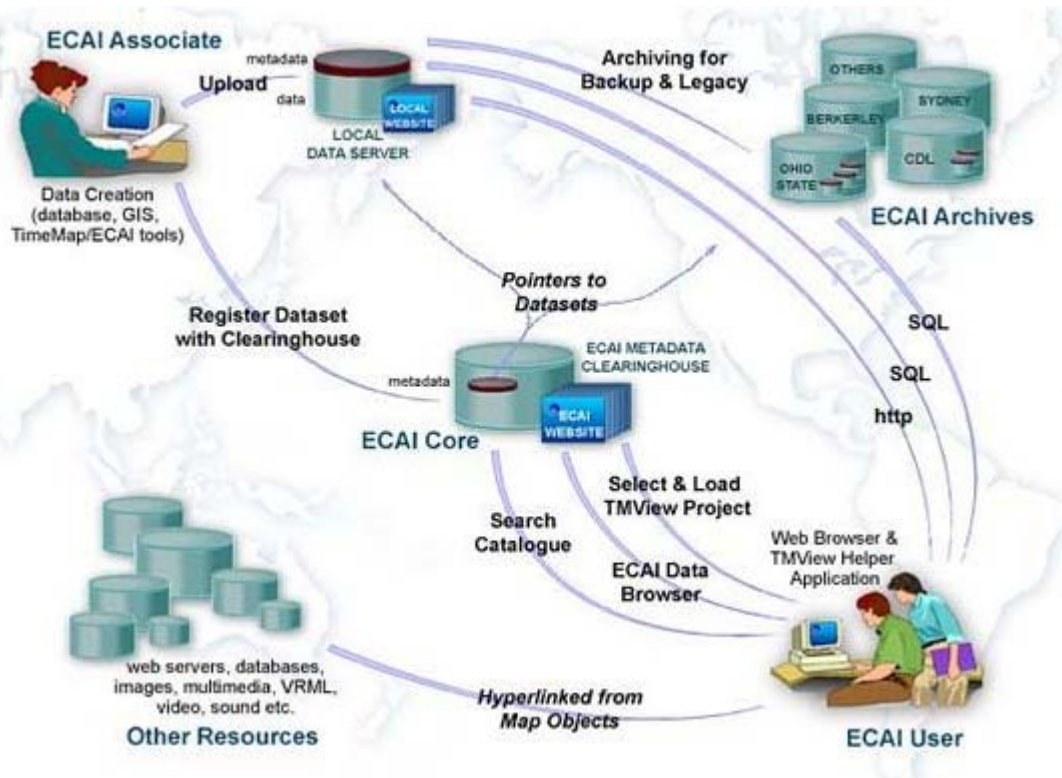 ECAI Associate
metadata
Upload
data
LOCAL
WEBSITE
LOCAL
DATA SERVER
Archiving for
Backup & Legacy
OTHERS
SYDNEY
BERKERLEY
CDL
OHIO
STATE
ECAI Archives
Data Creation
(database, GIS,
TimeMap/ECAI tools)
Pointers to
Datasets
Register Dataset
with Clearinghouse
SQL
SQL
http
ECAI METADATA
CLEARINGHOUSE
metadata
ECAI
WEBSITE
ECAI Core
Select & Load
TMView Project
Search
Catalogue
ECAI Data
Browser
Web Browser &
TMView Helper
Application
web servers, databases,
images, multimedia, VRML,
video, sound etc.
Other Resources
Hyperlinked from
Map Objects
ECAI User